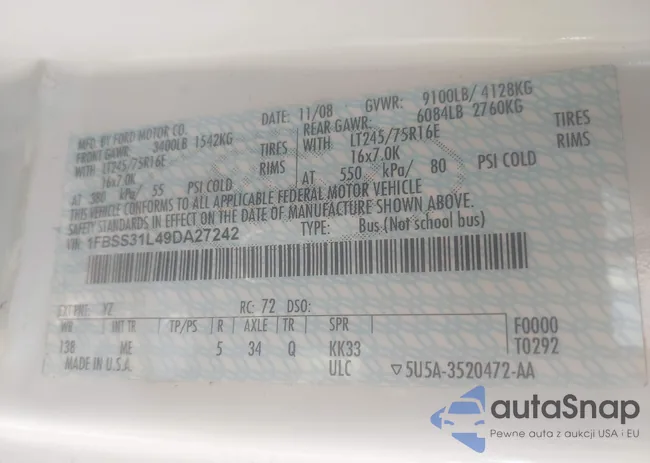 MFD. BY FORD MOTOR CO. DATE: 11/08 GVWR: 9100LB/ 4128KG
FRONT GAWR: 3400LB 1542KG REAR GAWR: 6084LB 2760KG
WITH LT245/75R16E TIRES WITH LT245/75R16E TIRES
16x7.0K RIMS 16x7.0K RIMS
AT 380 kPa/ 55 PSI COLD AT 550 kPa/ 80 PSI COLD
THIS VEHICLE CONFORMS TO ALL APPLICABLE FEDERAL MOTOR VEHICLE
SAFETY STANDARDS IN EFFECT ON THE DATE OF MANUFACTURE SHOWN ABOVE.
VIN: 1FBSS31L49DA27242 TYPE: Bus (Not school bus)
EXT PNT: YZ RC: 72 DSO:
WB INT TR TP/PS R AXLE TR SPR F0000
138 ME 5 34 Q KK33 T0292
MADE IN U.S.A. ULC ▽5U5A-3520472-AA
autaSnap
Pewne auta z aukcji USA i EU